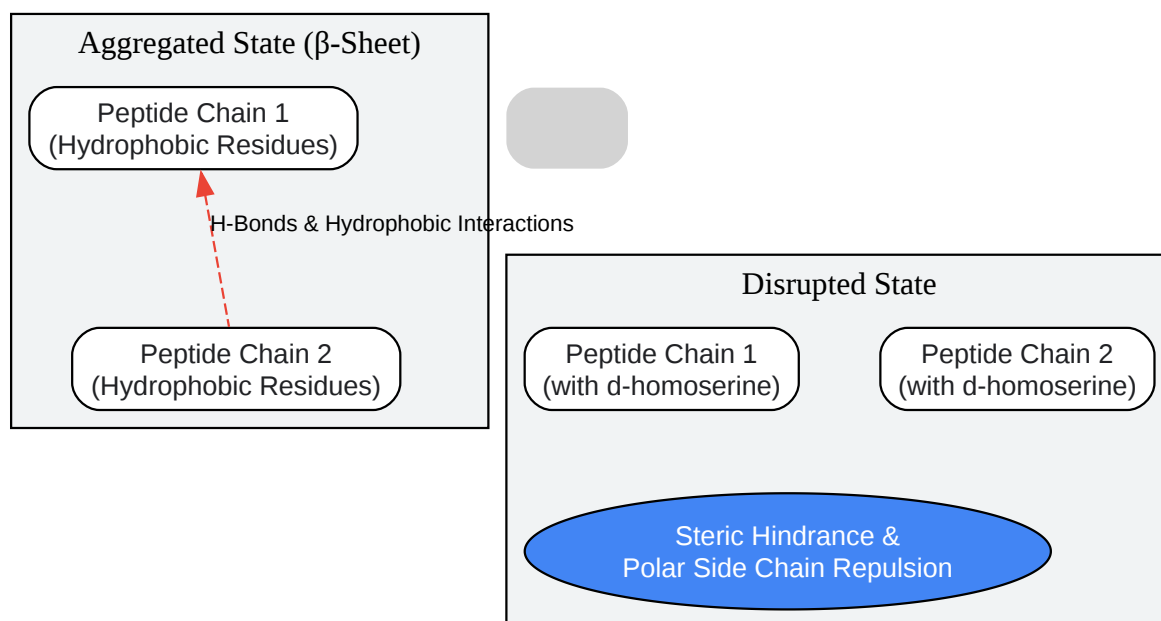 Aggregated State (β-Sheet)
Peptide Chain 1
(Hydrophobic Residues)
H-Bonds & Hydrophobic Interactions
Peptide Chain 2
(Hydrophobic Residues)
Disrupted State
Peptide Chain 1
(with d-homoserine)
Peptide Chain 2
(with d-homoserine)
Steric Hindrance &
Polar Side Chain Repulsion